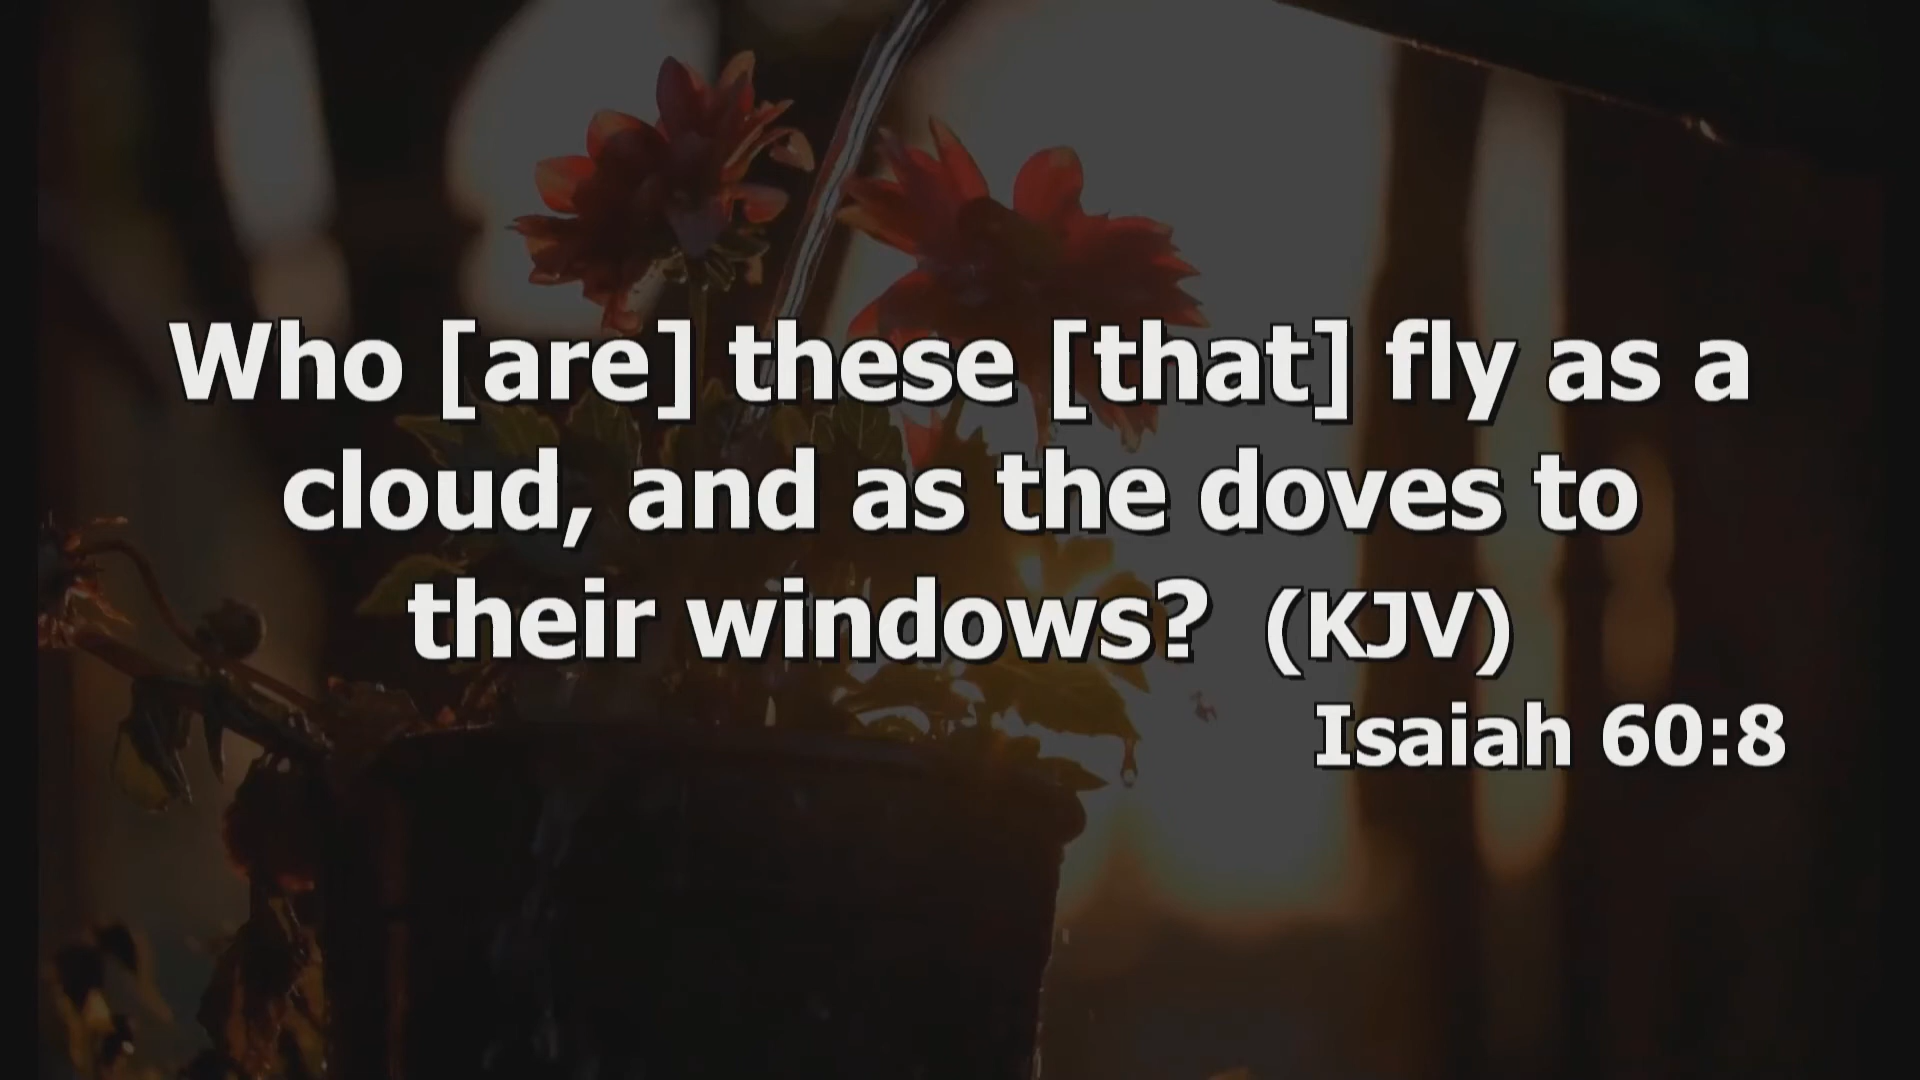 Who [are] these [that] fly as a
cloud, and as the doves to
their windows? (KJV)
Isaiah 60:8